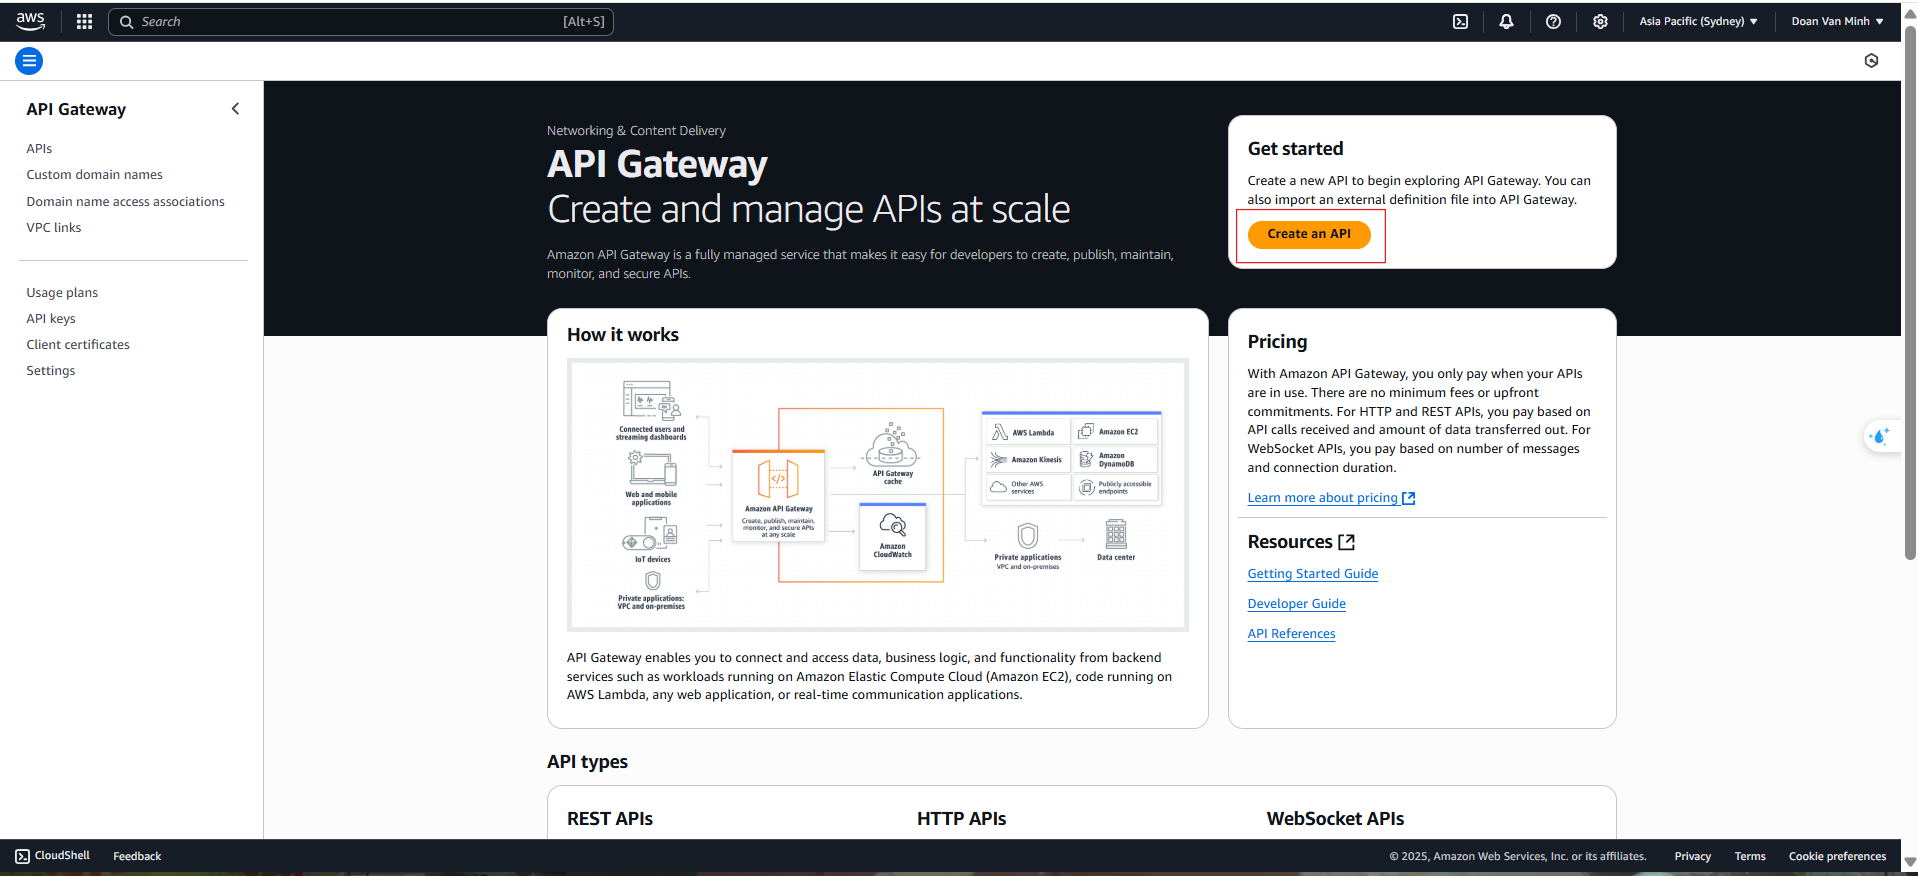 aws
Search
[Alt+S]
Asia Pacific (Sydney)
Doan Van Minh
API Gateway
APIs
Custom domain names
Domain name access associations
VPC links
Usage plans
API keys
Client certificates
Settings
Networking & Content Delivery
API Gateway
Create and manage APIs at scale
Amazon API Gateway is a fully managed service that makes it easy for developers to create, publish, maintain,
monitor, and secure APIs.
Get started
Create a new API to begin exploring API Gateway. You can
also import an external definition file into API Gateway.
Create an API
How it works
Connected users and
streaming dashboards
Web and mobile
applications
IoT devices
Private applications:
VPC and on-premises
Amazon API Gateway
Create, publish, maintain,
monitor, and secure APIs
at any scale
API Gateway
cache
Amazon
CloudWatch
AWS Lambda
Amazon EC2
Amazon Kinesis
Amazon
DynamoDB
Other AWS
services
Publicly accessible
endpoints
Private applications
VPC and on-premises
Data center
API Gateway enables you to connect and access data, business logic, and functionality from backend
services such as workloads running on Amazon Elastic Compute Cloud (Amazon EC2), code running on
AWS Lambda, any web application, or real-time communication applications.
Pricing
With Amazon API Gateway, you only pay when your APIs
are in use. There are no minimum fees or upfront
commitments. For HTTP and REST APIs, you pay based on
API calls received and amount of data transferred out. For
WebSocket APIs, you pay based on number of messages
and connection duration.
Learn more about pricing
Resources
Getting Started Guide
Developer Guide
API References
API types
REST APIs
HTTP APIs
WebSocket APIs
CloudShell
Feedback
© 2025, Amazon Web Services, Inc. or its affiliates.
Privacy
Terms
Cookie preferences